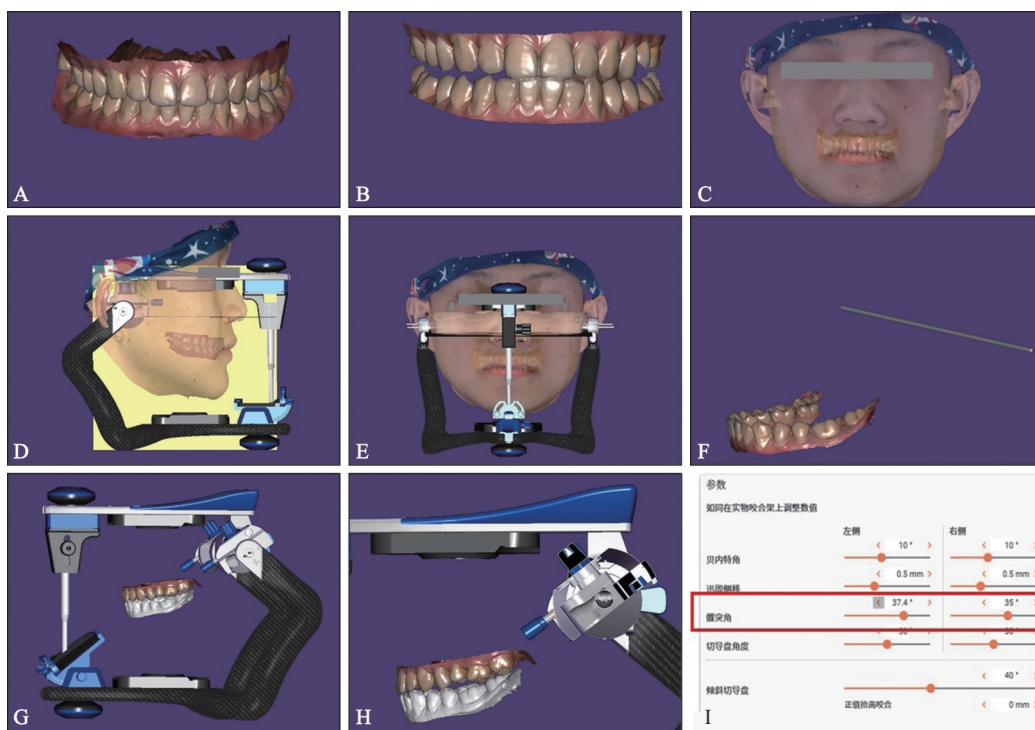 A
B
C
D
E
F
G
H
I
参数
如同在实物咬合架上调整数值
左侧 右侧
贝内特角 < 10° > < 10°
< 0.5 mm > < 0.5 mm
髁突角 < 37.4° > < 35°
切导盘角度
倾斜切导盘 < 40°
正值抬高咬合 < 0 mm